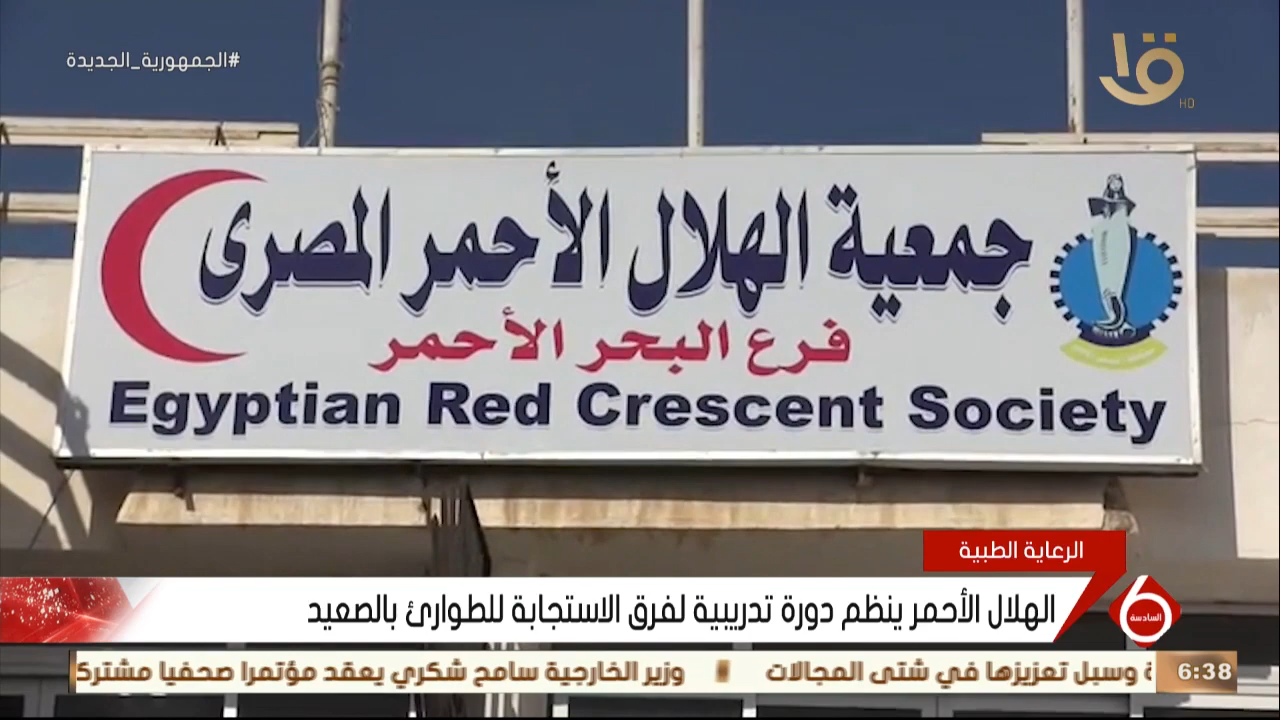 #الجمهورية_الجديدة
HD
جمعية الهلال الأحمر المصرى
فرع البحر الأحمر
Egyptian Red Crescent Society
الرعاية الطبية
الهلال الأحمر ينظم دورة تدريبية لفرق الاستجابة للطوارئ بالصعيد
السادسة
6:38
وسبل تعزيزها في شتى المجالات
وزير الخارجية سامح شكري يعقد مؤتمرا صحفيا مشترك